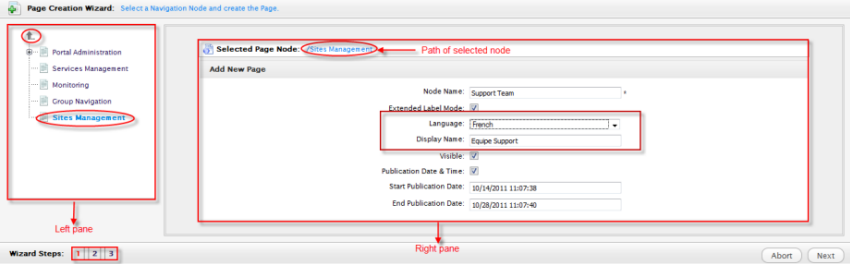 Page Creation Wizard: Select a Navigation Node and create the Page.
Portal Administration
Services Management
Monitoring
Group Navigation
Sites Management
Left pane
Selected Page Node: /Sites Management
Path of selected node
Add New Page
Node Name: Support Team *
Extended Label Mode:
Language: French
Display Name: Equipe Support
Visible:
Publication Date & Time:
Start Publication Date: 10/14/2011 11:07:38
End Publication Date: 10/28/2011 11:07:40
Right pane
Wizard Steps: 1 2 3
Abort Next